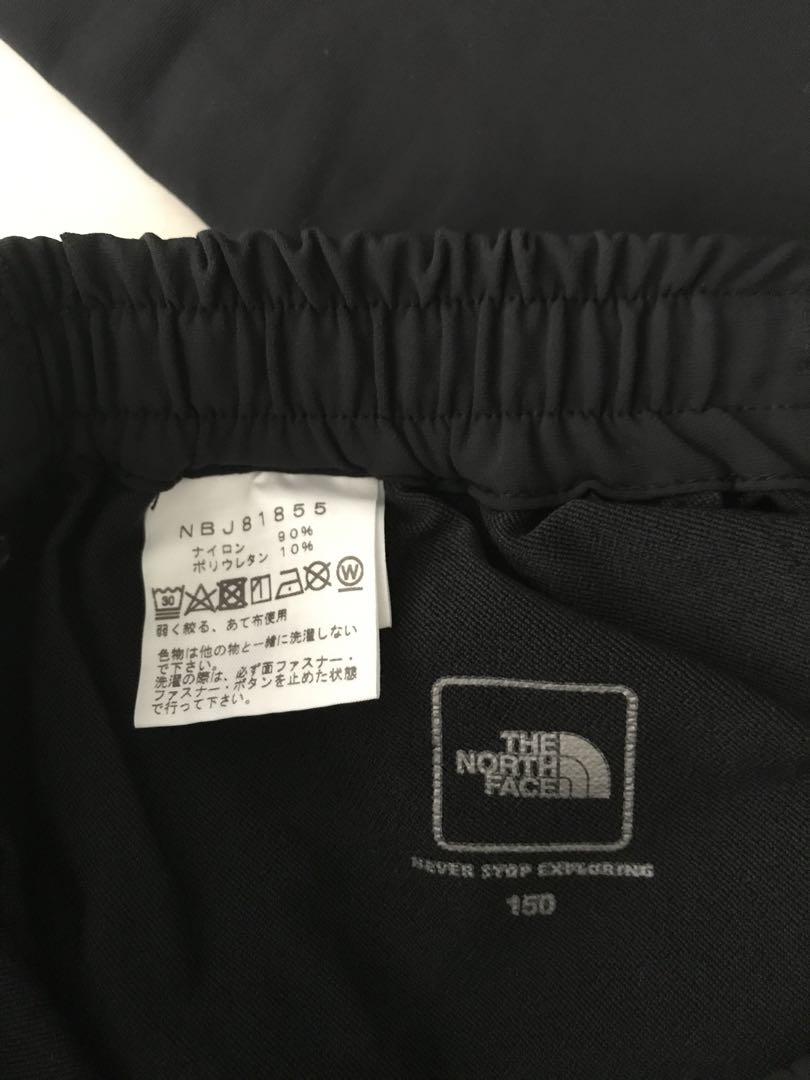 NBJ81855
ナイロン 90%
ポリウレタン 10%
30 W
弱く絞る、あて布使用
色物は他の物と一緒に洗濯しない
で下さい。
洗濯の際は、必ず面ファスナー・
ファスナー・ボタンを止めた状態
で行って下さい。
THE
NORTH
FACE
NEVER STOP EXPLORING
150